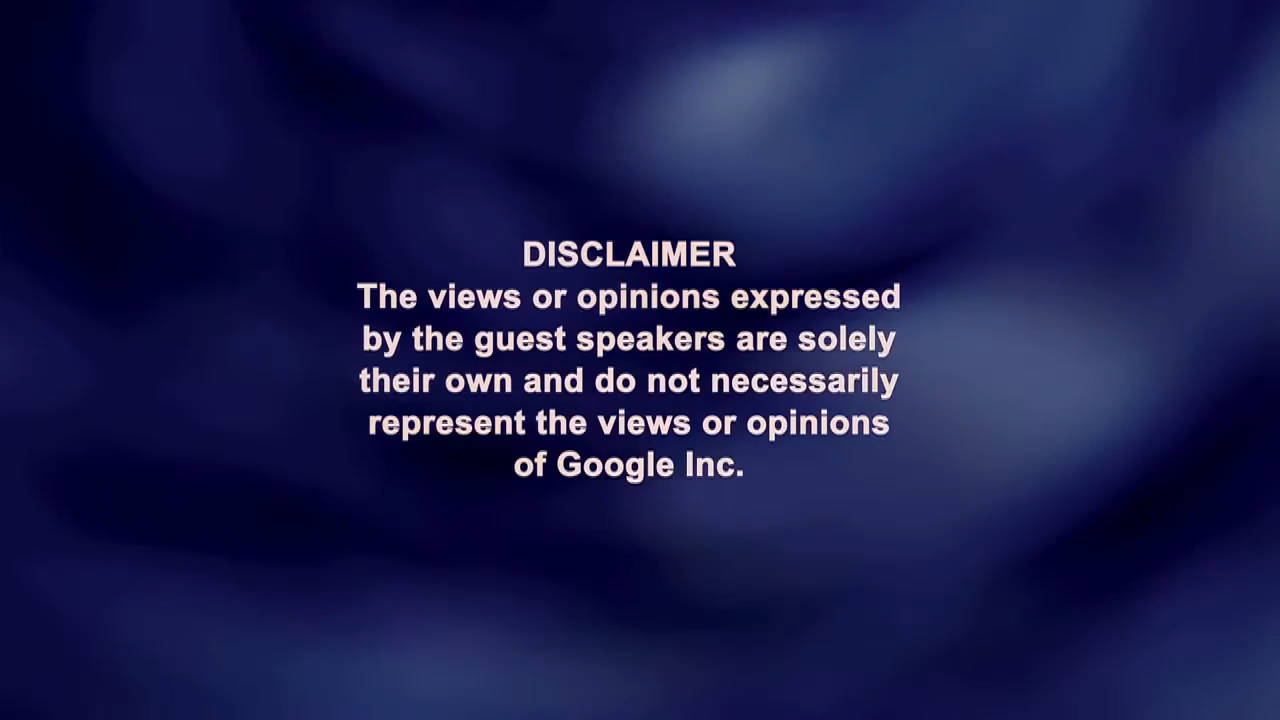 DISCLAIMER
The views or opinions expressed
by the guest speakers are solely
their own and do not necessarily
represent the views or opinions
of Google Inc.